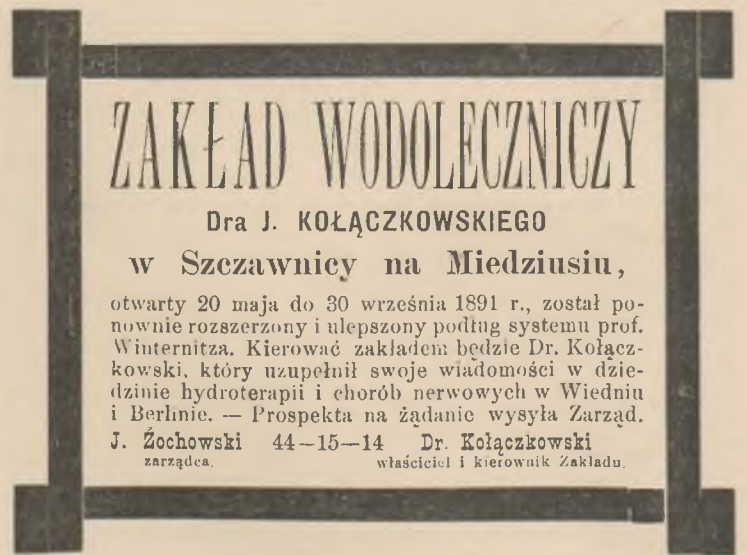 ZAKŁAD WODOLECZNICZY
Dra J. KOŁĄCZKOWSKIEGO
w Szczawnicy na Miedziusiu,
otwarty 20 maja do 30 września 1891 r., został po-
nownie rozszerzony i ulepszony podług systemu prof.
Winternitza. Kierować zakładem będzie Dr. Kołącz-
kowski, który uzupełnił swoje wiadomości w dzie-
dzinie hydroterapii i chorób nerwowych w Wiedniu
i Berlinie. — Prospekta na żądanie wysyła Zarząd.
J. Żochowski 44—15—14 Dr. Kołączkowski
zarządca. właściciel i kierownik Zakładu.